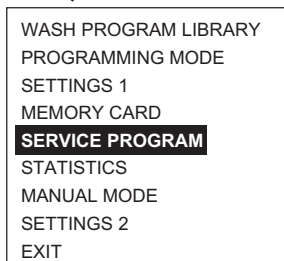 WASH PROGRAM LIBRARY
PROGRAMMING MODE
SETTINGS 1
MEMORY CARD
SERVICE PROGRAM
STATISTICS
MANUAL MODE
SETTINGS 2
EXIT